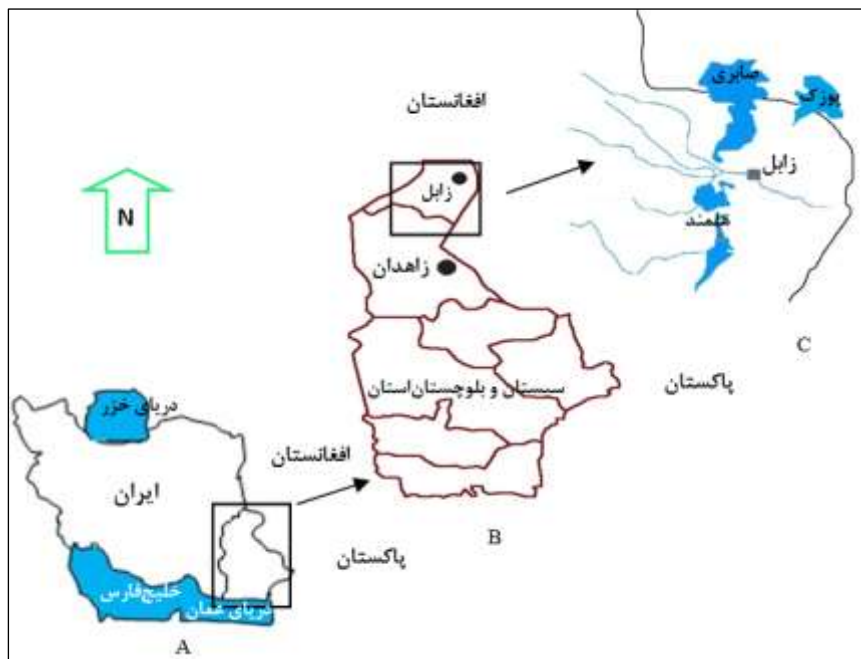 صابری
پوزک
افغانستان
زابل
هلمند
زابل
N
زاهدان
C
پاکستان
سیستان و بلوچستان‌استان
دریای خزر
افغانستان
ایران
B
پاکستان
خلیج‌فارس
دریای عمان
A